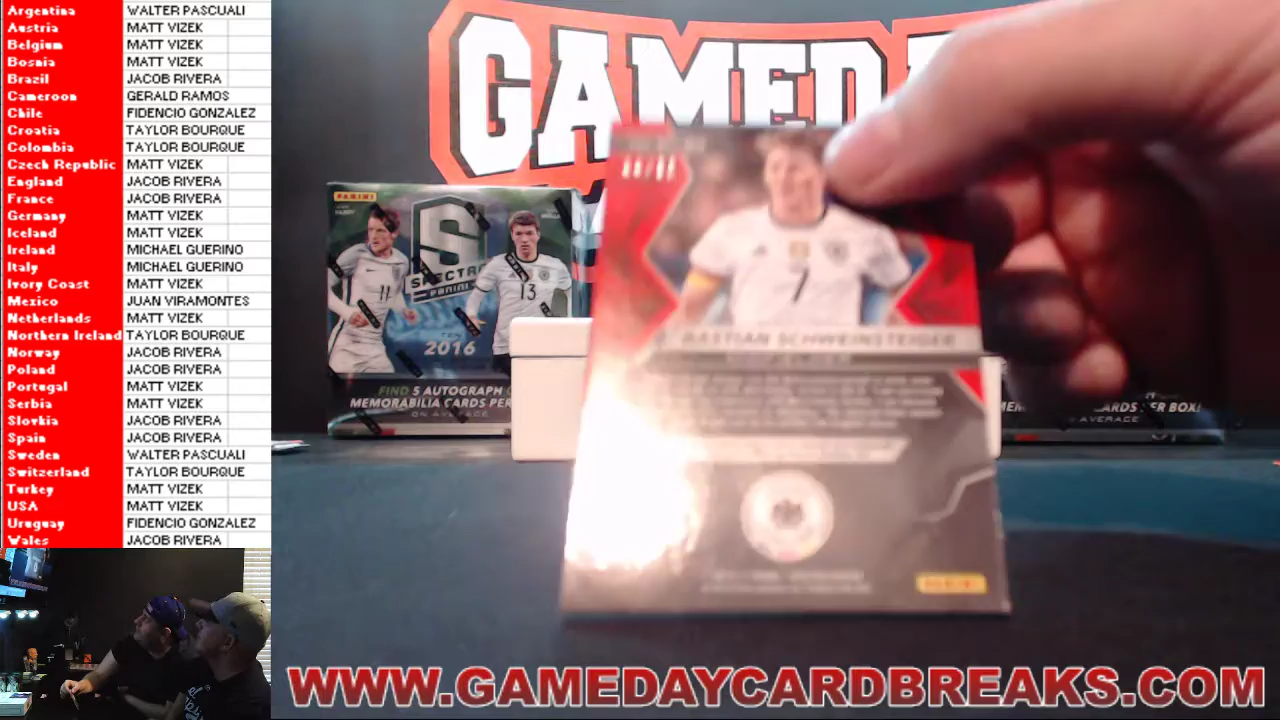 Argentina WALTER PASCUALI
Austria MATT VIZEK
Belgium MATT VIZEK
Bosnia MATT VIZEK
Brazil JACOB RIVERA
Cameroon GERALD RAMOS
Chile FIDENCIO GONZALEZ
Croatia TAYLOR BOURQUE
Colombia TAYLOR BOURQUE
Czech Republic MATT VIZEK
England JACOB RIVERA
France JACOB RIVERA
Germany MATT VIZEK
Iceland MATT VIZEK
Ireland MICHAEL GUERINO
Italy MICHAEL GUERINO
Ivory Coast MATT VIZEK
Mexico JUAN VIRAMONTES
Netherlands MATT VIZEK
Northern Ireland TAYLOR BOURQUE
Norway JACOB RIVERA
Poland JACOB RIVERA
Portugal MATT VIZEK
Serbia MATT VIZEK
Slovkia JACOB RIVERA
Spain JACOB RIVERA
Sweden WALTER PASCUALI
Switzerland TAYLOR BOURQUE
Turkey MATT VIZEK
USA MATT VIZEK
Uruguay FIDENCIO GONZALEZ
Wales JACOB RIVERA
GAMED
PANINI
S
SPECTRA
PANINI
11
13
2016
FIND 5 AUTOGRAPH
MEMORABILIA CARDS PER
ON AVERAGE
7
BASTIAN SCHWEINSTEIGER
PANINI
CARDS PER BOX!
AVERAGE
WWW.GAMEDAYCARDBREAKS.COM